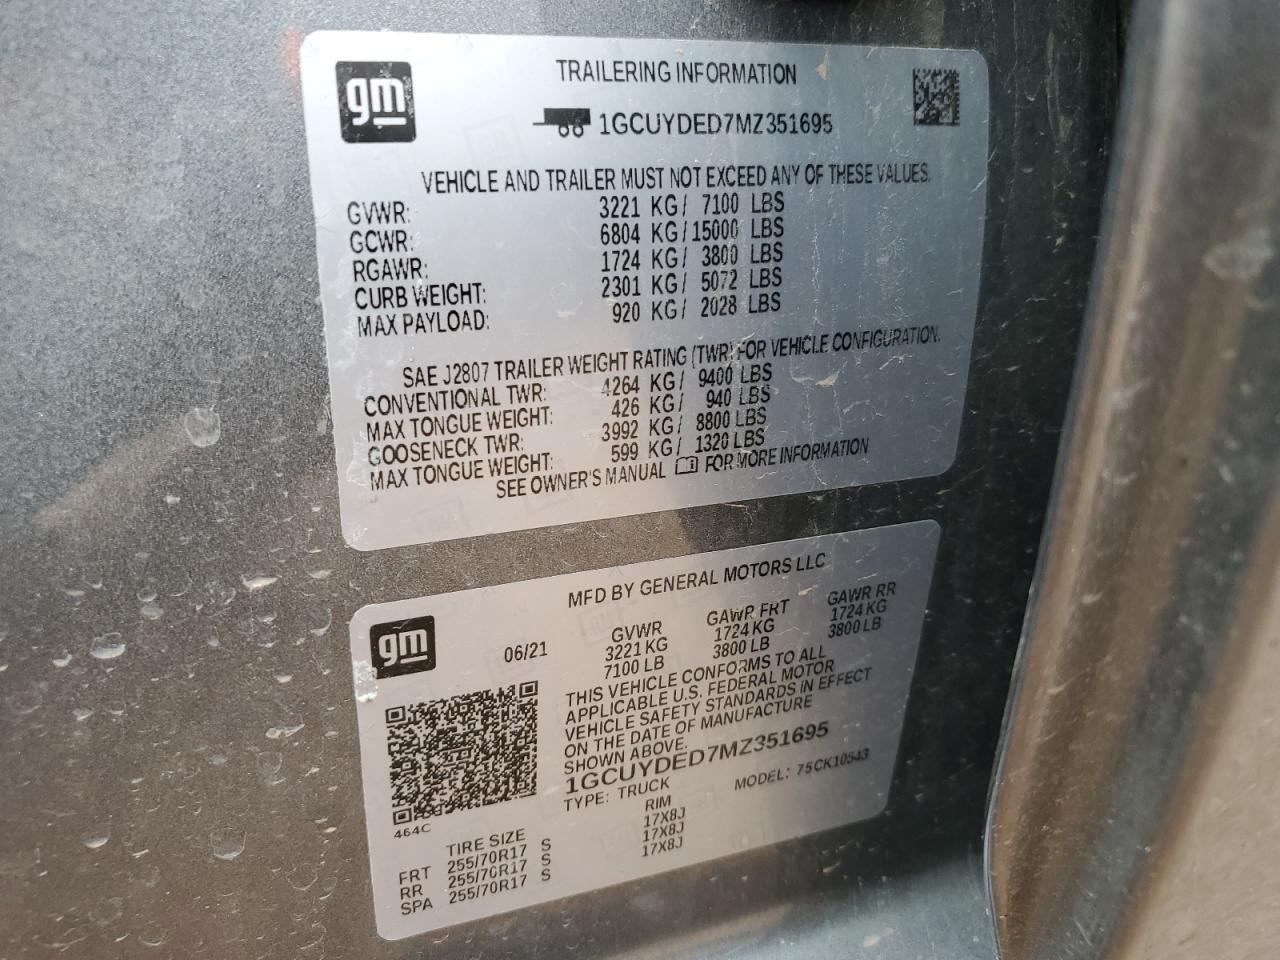 gm
TRAILERING INFORMATION
1GCUYDED7MZ351695
VEHICLE AND TRAILER MUST NOT EXCEED ANY OF THESE VALUES.
GVWR: 3221 KG/ 7100 LBS
GCWR: 6804 KG/15000 LBS
RGAWR: 1724 KG/ 3800 LBS
CURB WEIGHT: 2301 KG/ 5072 LBS
MAX PAYLOAD: 920 KG/ 2028 LBS
SAE J2807 TRAILER WEIGHT RATING (TWR) FOR VEHICLE CONFIGURATION.
CONVENTIONAL TWR: 4264 KG/ 9400 LBS
MAX TONGUE WEIGHT: 426 KG/ 940 LBS
GOOSENECK TWR: 3992 KG/ 8800 LBS
MAX TONGUE WEIGHT: 599 KG/ 1320 LBS
SEE OWNER'S MANUAL FOR MORE INFORMATION
MFD BY GENERAL MOTORS LLC
gm
06/21
GVWR GAWR FRT GAWR RR
3221 KG 1724 KG 1724 KG
7100 LB 3800 LB 3800 LB
THIS VEHICLE CONFORMS TO ALL
APPLICABLE U.S. FEDERAL MOTOR
VEHICLE SAFETY STANDARDS IN EFFECT
ON THE DATE OF MANUFACTURE
SHOWN ABOVE.
1GCUYDED7MZ351695
TYPE: TRUCK MODEL: 75CK10543
464C
TIRE SIZE RIM
FRT 255/70R17 S 17X8J
RR 255/70R17 S 17X8J
SPA 255/70R17 S 17X8J